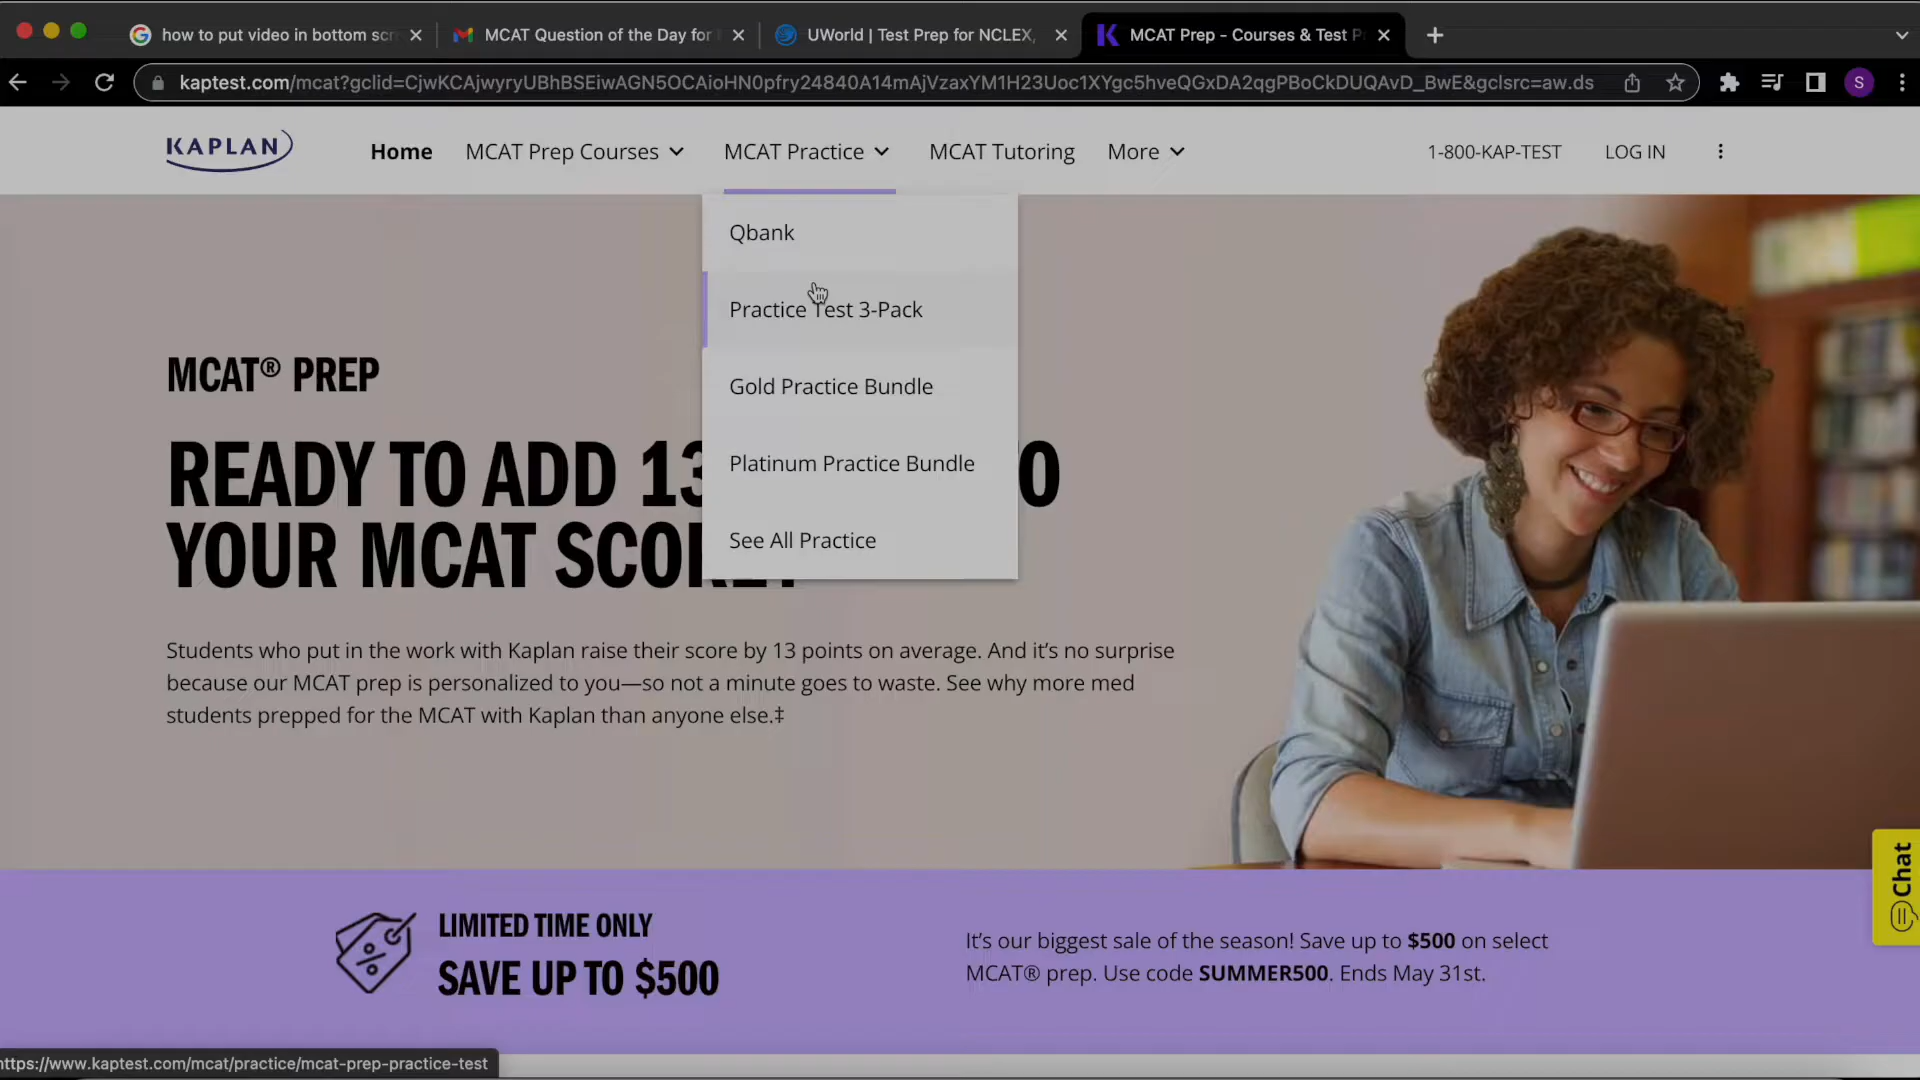 how to put video in bottom scr
MCAT Question of the Day for
UWorld | Test Prep for NCLEX,
MCAT Prep - Courses & Test P
kaptest.com/mcat?gclid=CjwKCAjwyryUBhBSEiwAGN5OCAioHN0pfry24840A14mAjVzaxYM1H23Uoc1XYgc5hveQGxDA2qgPBoCkDUQAvD_BwE&gclsrc=aw.ds
S
KAPLAN
Home
MCAT Prep Courses
MCAT Practice
MCAT Tutoring
More
1-800-KAP-TEST
LOG IN
Qbank
Practice Test 3-Pack
Gold Practice Bundle
Platinum Practice Bundle
See All Practice
MCAT® PREP
READY TO ADD 13 O
YOUR MCAT SCORE?
Students who put in the work with Kaplan raise their score by 13 points on average. And it’s no surprise
because our MCAT prep is personalized to you—so not a minute goes to waste. See why more med
students prepped for the MCAT with Kaplan than anyone else.‡
Chat
LIMITED TIME ONLY
SAVE UP TO $500
It’s our biggest sale of the season! Save up to $500 on select
MCAT® prep. Use code SUMMER500. Ends May 31st.
https://www.kaptest.com/mcat/practice/mcat-prep-practice-test